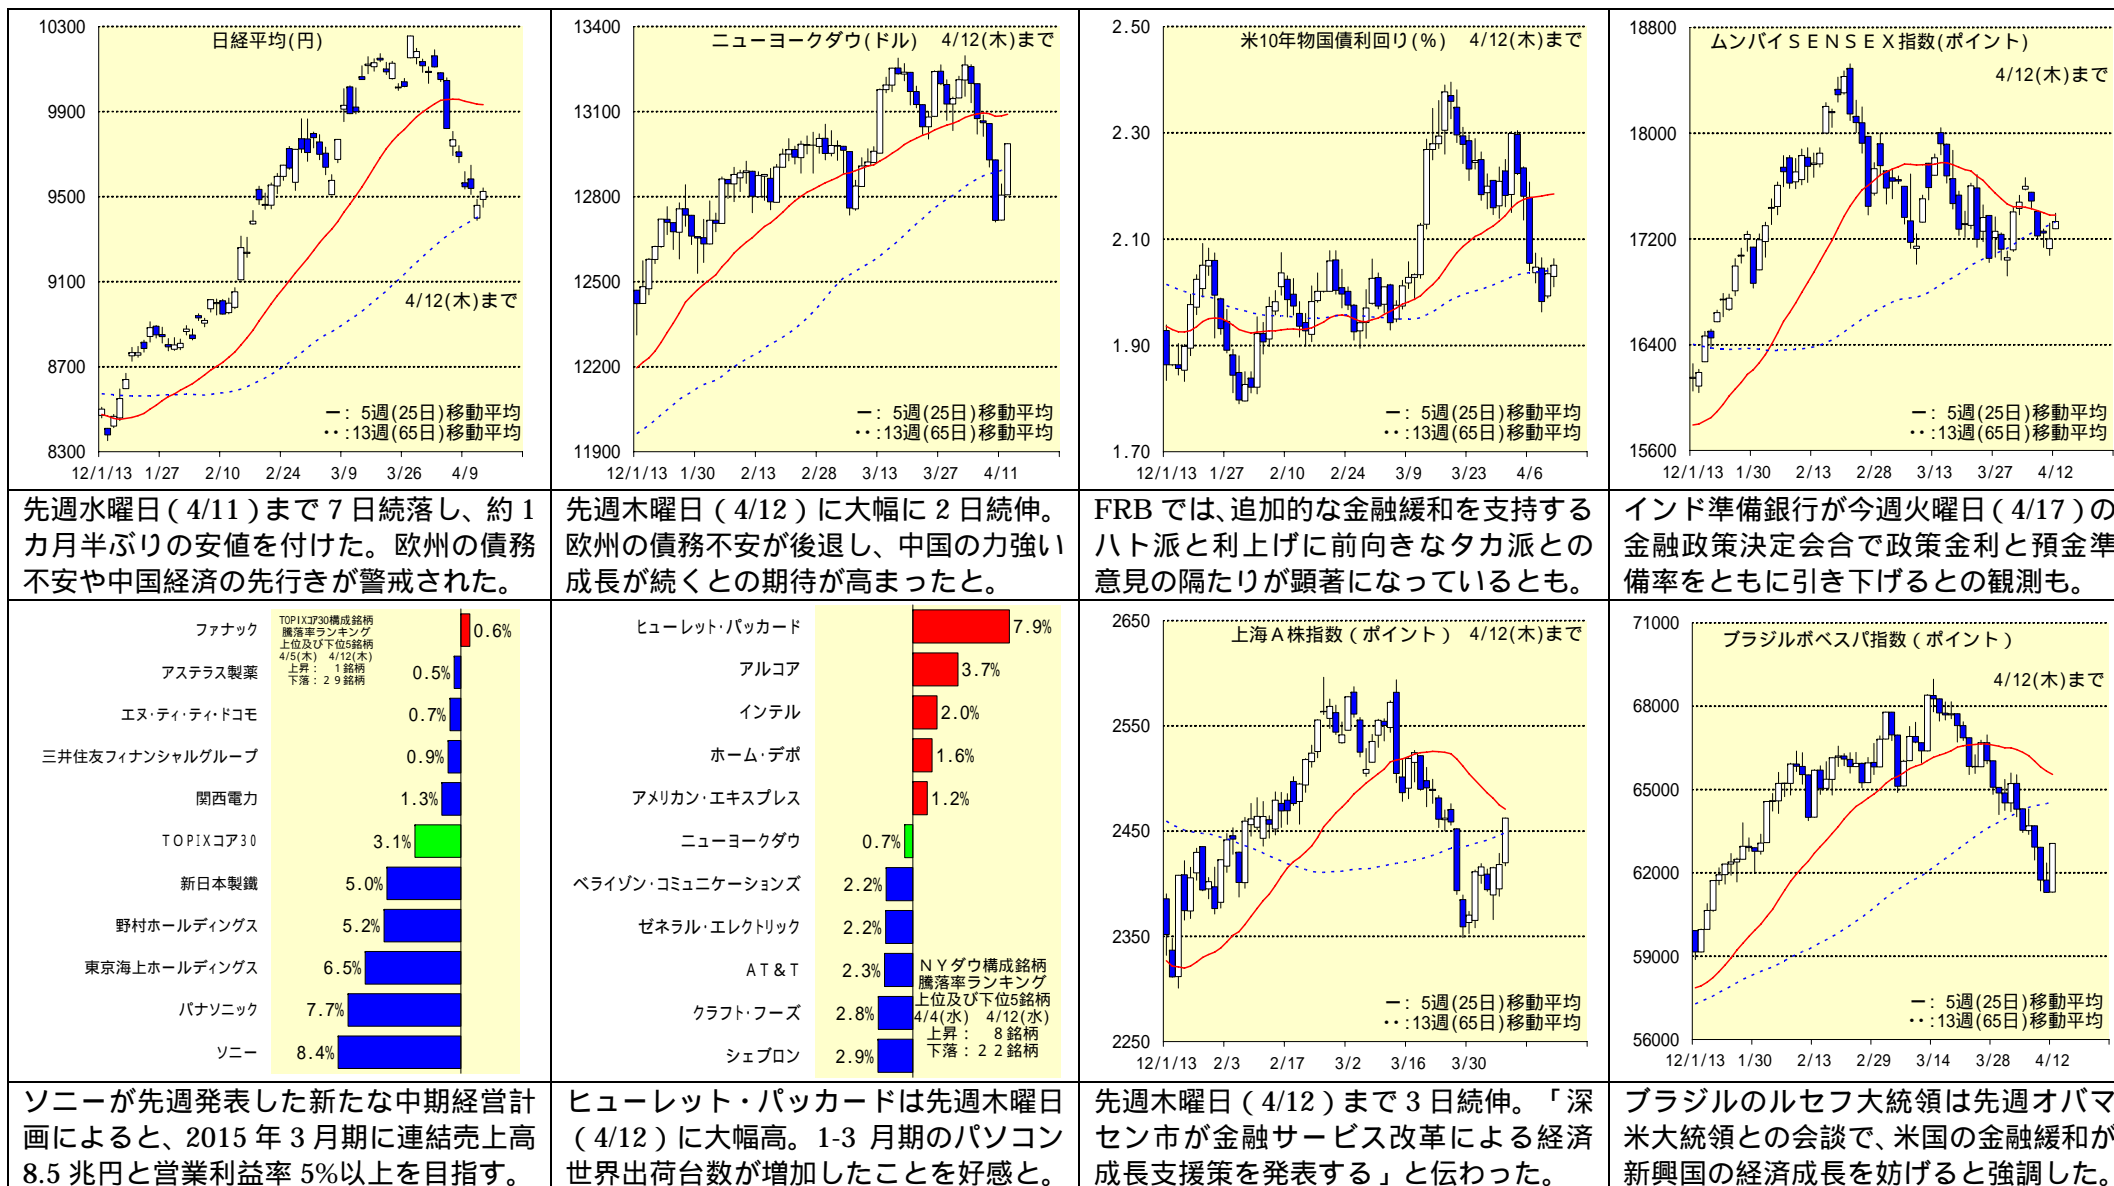 日経平均(円)
4/12(木)まで
10300
9900
9500
9100
8700
8300
12/1/13 1/27 2/10 2/24 3/9 3/26 4/9
ー: 5週(25日)移動平均
‥:13週(65日)移動平均
ニューヨークダウ(ドル) 4/12(木)まで
13400
13100
12800
12500
12200
11900
12/1/13 1/30 2/13 2/28 3/13 3/27 4/11
ー: 5週(25日)移動平均
‥:13週(65日)移動平均
米10年物国債利回り(%) 4/12(木)まで
2.50
2.30
2.10
1.90
1.70
12/1/13 1/27 2/10 2/24 3/9 3/23 4/6
ー: 5週(25日)移動平均
‥:13週(65日)移動平均
ムンバイSENSEX指数(ポイント)
4/12(木)まで
18800
18000
17200
16400
15600
12/1/13 1/30 2/13 2/28 3/13 3/27 4/12
ー: 5週(25日)移動平均
‥:13週(65日)移動平均
先週水曜日(4/11)まで7日続落し、約1
カ月半ぶりの安値を付けた。欧州の債務
不安や中国経済の先行きが警戒された。
先週木曜日(4/12)に大幅に2日続伸。
欧州の債務不安が後退し、中国の力強い
成長が続くとの期待が高まったと。
FRBでは、追加的な金融緩和を支持する
ハト派と利上げに前向きなタカ派との
意見の隔たりが顕著になっているとも。
インド準備銀行が今週火曜日(4/17)の
金融政策決定会合で政策金利と預金準
備率をともに引き下げるとの観測も。
TOPIXコア30構成銘柄
騰落率ランキング
上位及び下位5銘柄
4/5(木) 4/12(木)
上昇: 1銘柄
下落:29銘柄
ファナック 0.6%
アステラス製薬 0.5%
エヌ・ティ・ティ・ドコモ 0.7%
三井住友フィナンシャルグループ 0.9%
関西電力 1.3%
TOPIXコア30 3.1%
新日本製鐵 5.0%
野村ホールディングス 5.2%
東京海上ホールディングス 6.5%
パナソニック 7.7%
ソニー 8.4%
ヒューレット・パッカード 7.9%
アルコア 3.7%
インテル 2.0%
ホーム・デポ 1.6%
アメリカン・エキスプレス 1.2%
ニューヨークダウ 0.7%
ベライゾン・コミュニケーションズ 2.2%
ゼネラル・エレクトリック 2.2%
AT&T 2.3%
クラフト・フーズ 2.8%
シェブロン 2.9%
NYダウ構成銘柄
騰落率ランキング
上位及び下位5銘柄
4/4(水) 4/12(水)
上昇: 8銘柄
下落:22銘柄
上海A株指数(ポイント) 4/12(木)まで
2650
2550
2450
2350
2250
12/1/13 2/3 2/17 3/2 3/16 3/30
ー: 5週(25日)移動平均
‥:13週(65日)移動平均
ブラジルボベスパ指数(ポイント)
4/12(木)まで
71000
68000
65000
62000
59000
56000
12/1/13 1/30 2/13 2/29 3/14 3/28 4/12
ー: 5週(25日)移動平均
‥:13週(65日)移動平均
ソニーが先週発表した新たな中期経営計
画によると、2015年3月期に連結売上高
8.5兆円と営業利益率5%以上を目指す。
ヒューレット・パッカードは先週木曜日
(4/12)に大幅高。1-3月期のパソコン
世界出荷台数が増加したことを好感と。
先週木曜日(4/12)まで3日続伸。「深
セン市が金融サービス改革による経済
成長支援策を発表する」と伝わった。
ブラジルのルセフ大統領は先週オバマ
米大統領との会談で、米国の金融緩和が
新興国の経済成長を妨げると強調した。